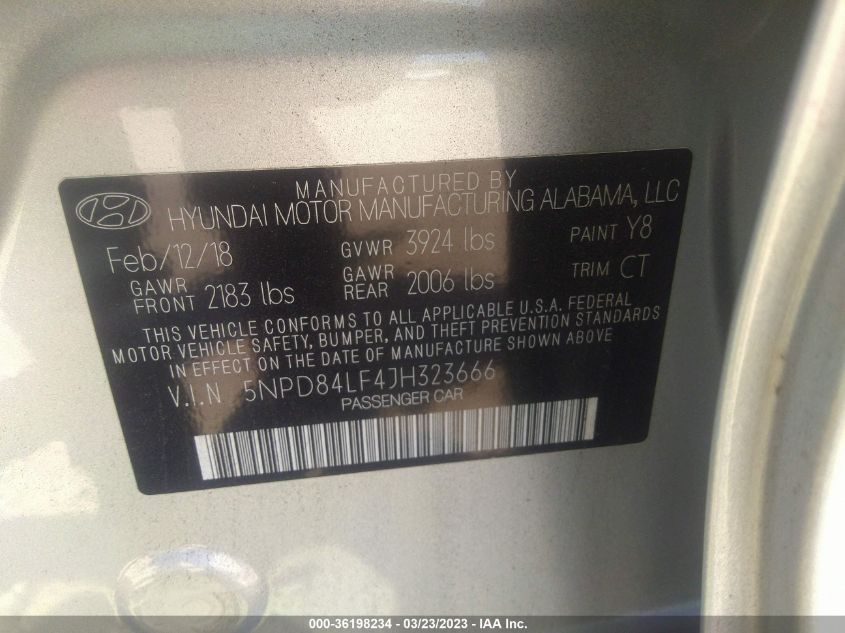 MANUFACTURED BY
HYUNDAI MOTOR MANUFACTURING ALABAMA, LLC
Feb/12/18 GVWR 3924 lbs PAINT Y8
GAWR FRONT 2183 lbs GAWR REAR 2006 lbs TRIM CT
THIS VEHICLE CONFORMS TO ALL APPLICABLE U.S.A. FEDERAL
MOTOR VEHICLE SAFETY, BUMPER, AND THEFT PREVENTION STANDARDS
IN EFFECT ON THE DATE OF MANUFACTURE SHOWN ABOVE
V.I.N 5NPD84LF4JH323666
PASSENGER CAR
000-36198234 - 03/23/2023 - IAA Inc.